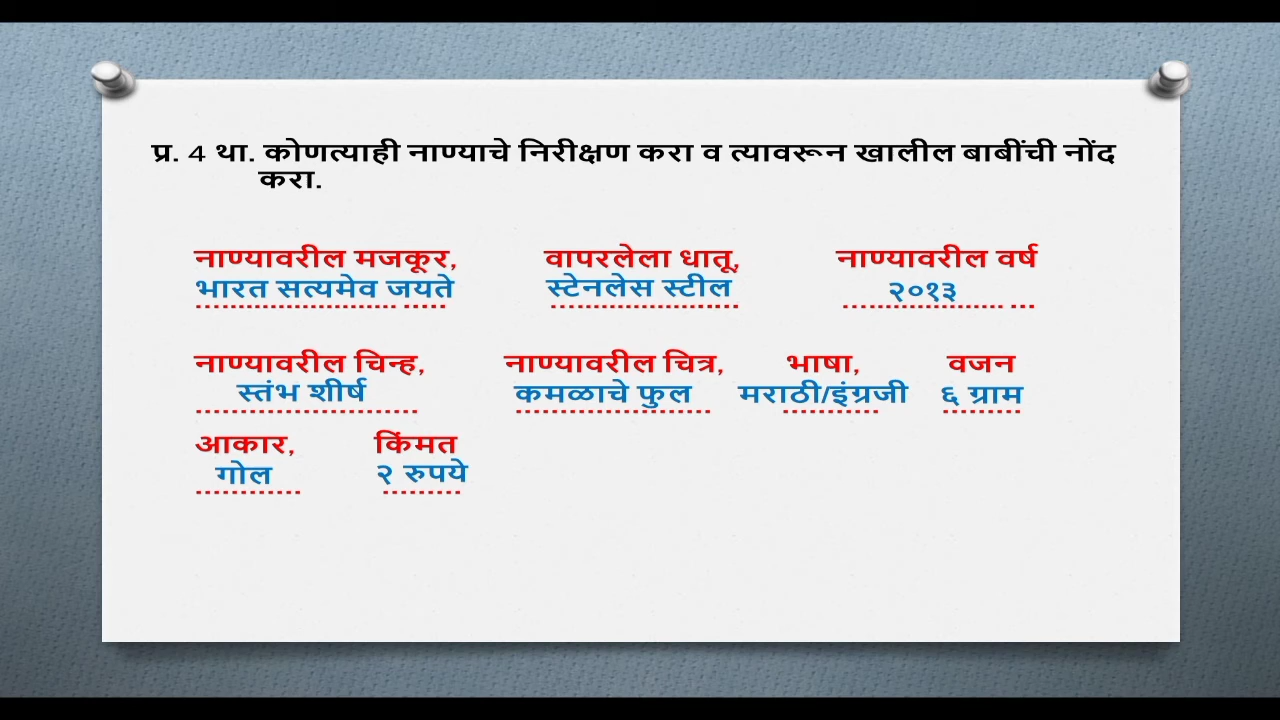 प्र. 4 था. कोणत्याही नाण्याचे निरीक्षण करा व त्यावरून खालील बाबींची नोंद
करा.
नाण्यावरील मजकूर, वापरलेला धातू, नाण्यावरील वर्ष
भारत सत्यमेव जयते स्टेनलेस स्टील २०१३
नाण्यावरील चिन्ह, नाण्यावरील चित्र, भाषा, वजन
स्तंभ शीर्ष कमळाचे फुल मराठी/इंग्रजी ६ ग्राम
आकार, किंमत
गोल २ रुपये